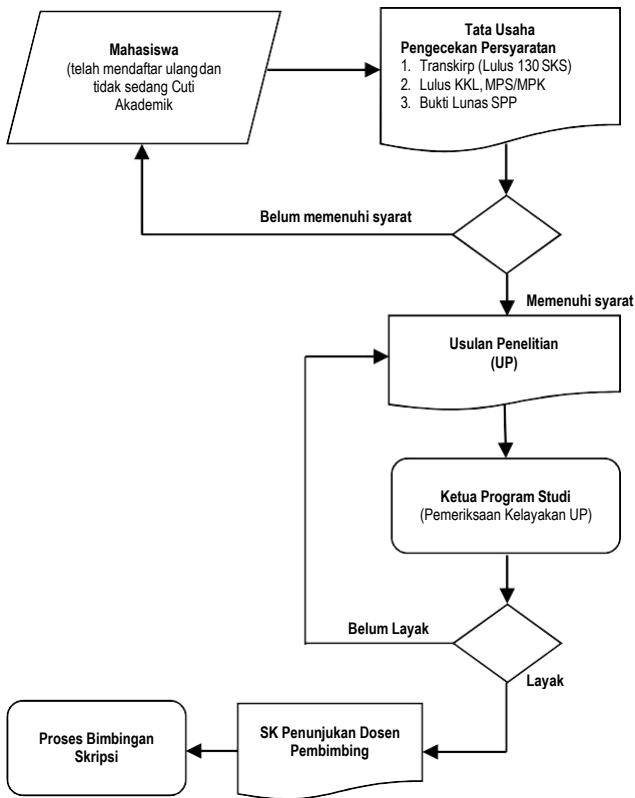 Mahasiswa
(telah mendaftar ulang dan
tidak sedang Cuti
Akademik
Tata Usaha
Pengecekan Persyaratan
1. Transkirp (Lulus 130 SKS)
2. Lulus KKL, MPS/MPK
3. Bukti Lunas SPP
Belum memenuhi syarat
Memenuhi syarat
Usulan Penelitian
(UP)
Ketua Program Studi
(Pemeriksaan Kelayakan UP)
Belum Layak
Layak
SK Penunjukan Dosen
Pembimbing
Proses Bimbingan
Skripsi